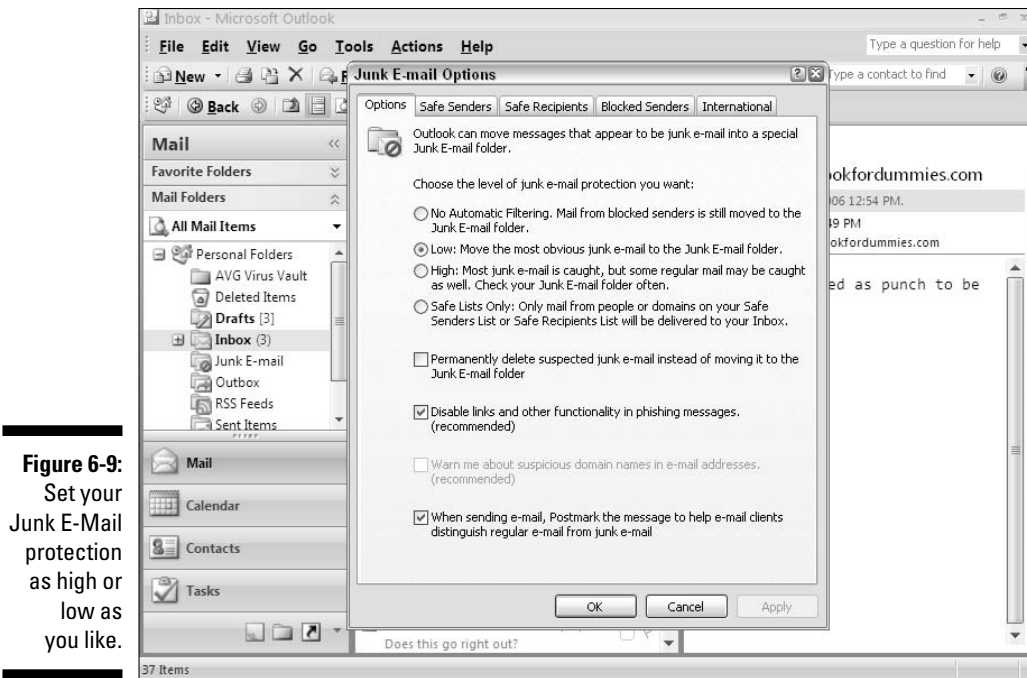 Inbox - Microsoft Outlook
File Edit View Go Tools Actions Help
Type a question for help
New
Type a contact to find
Back
Junk E-mail Options
Options Safe Senders Safe Recipients Blocked Senders International
Outlook can move messages that appear to be junk e-mail into a special
Junk E-mail folder.
Choose the level of junk e-mail protection you want:
No Automatic Filtering. Mail from blocked senders is still moved to the
Junk E-mail folder.
Low: Move the most obvious junk e-mail to the Junk E-mail folder.
High: Most junk e-mail is caught, but some regular mail may be caught
as well. Check your Junk E-mail folder often.
Safe Lists Only: Only mail from people or domains on your Safe
Senders List or Safe Recipients List will be delivered to your Inbox.
Permanently delete suspected junk e-mail instead of moving it to the
Junk E-mail folder
Disable links and other functionality in phishing messages.
(recommended)
Warn me about suspicious domain names in e-mail addresses.
(recommended)
When sending e-mail, Postmark the message to help e-mail clients
distinguish regular e-mail from junk e-mail
OK Cancel Apply
Mail
Favorite Folders
Mail Folders
All Mail Items
Personal Folders
AVG Virus Vault
Deleted Items
Drafts [3]
Inbox (3)
Junk E-mail
Outbox
RSS Feeds
Sent Items
Mail
Calendar
Contacts
Tasks
okfordummies.com
06 12:54 PM.
49 PM
okfordummies.com
ed as punch to be
Does this go right out?
37 Items
Figure 6-9:
Set your
Junk E-Mail
protection
as high or
low as
you like.